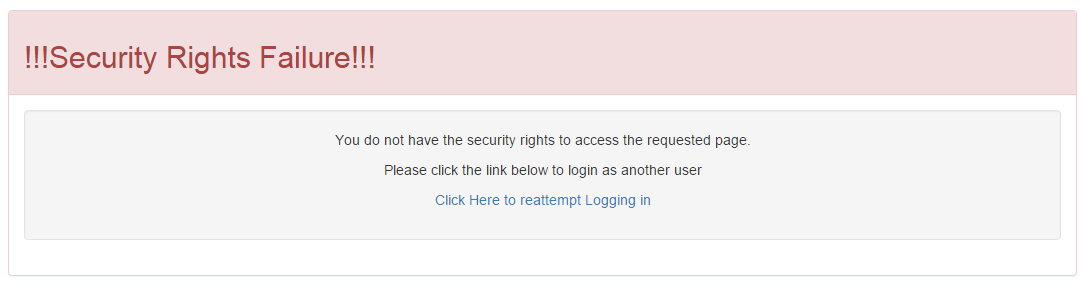 !!!Security Rights Failure!!!
You do not have the security rights to access the requested page.
Please click the link below to login as another user
Click Here to reattempt Logging in